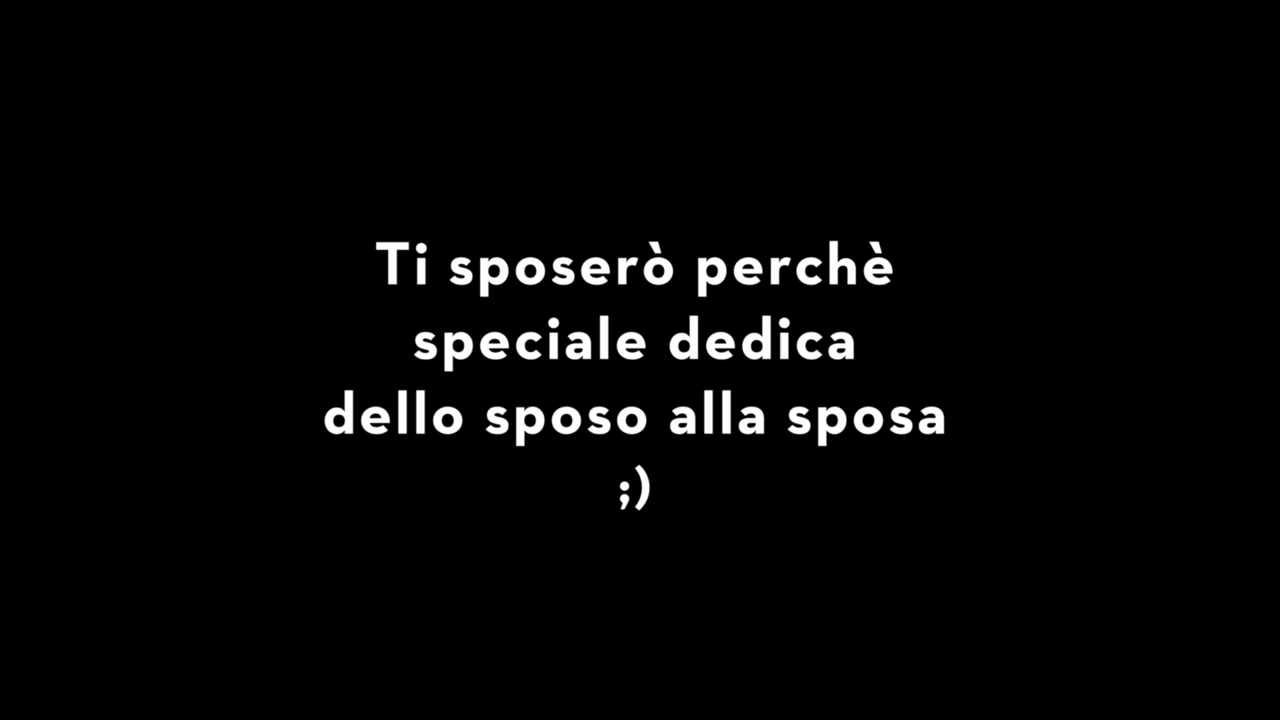 Ti sposerò perchè
speciale dedica
dello sposo alla sposa
;)